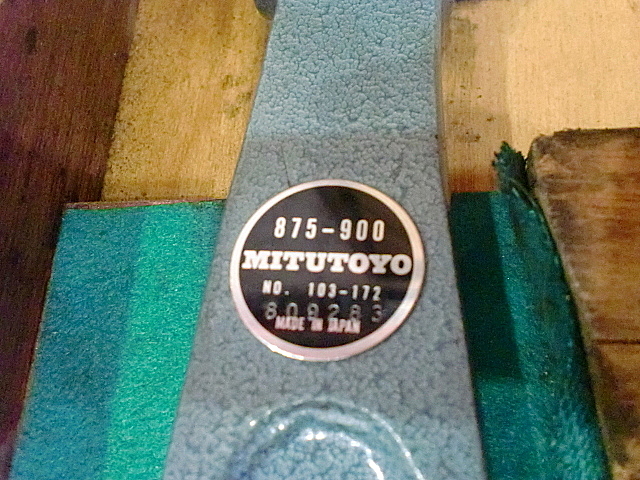 875-900
MITUTOYO
NO. 103-172
809283
MADE IN JAPAN